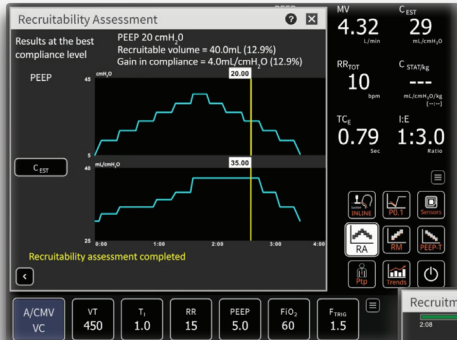 Recruitability Assessment
Results at the best
compliance level
PEEP 20 cmH2O
Recruitable volume = 40.0mL (12.9%)
Gain in compliance = 4.0mL/cmH2O (12.9%)
PEEP
45
cmH2O
20.00
5
CEST
45
mL/cmH2O
35.00
25
0:00 1:00 2:00 3:00 4:00
Recruitability assessment completed
MV
4.32
L/min
CEST
29
mL/cmH2O
RRTOT
10
bpm
C STAT/kg
---
mL/cmH2O/kg
[--:--]
TCE
0.79
Sec
I:E
1:3.0
Ratio
INLINE
P0.1
Sensors
RA
RM
PEEP-T
Ptp
Trends
A/CMV
VC
VT
450
TI
1.0
RR
15
PEEP
5.0
FiO2
60
FTRIG
1.5
Recruitm
2:08